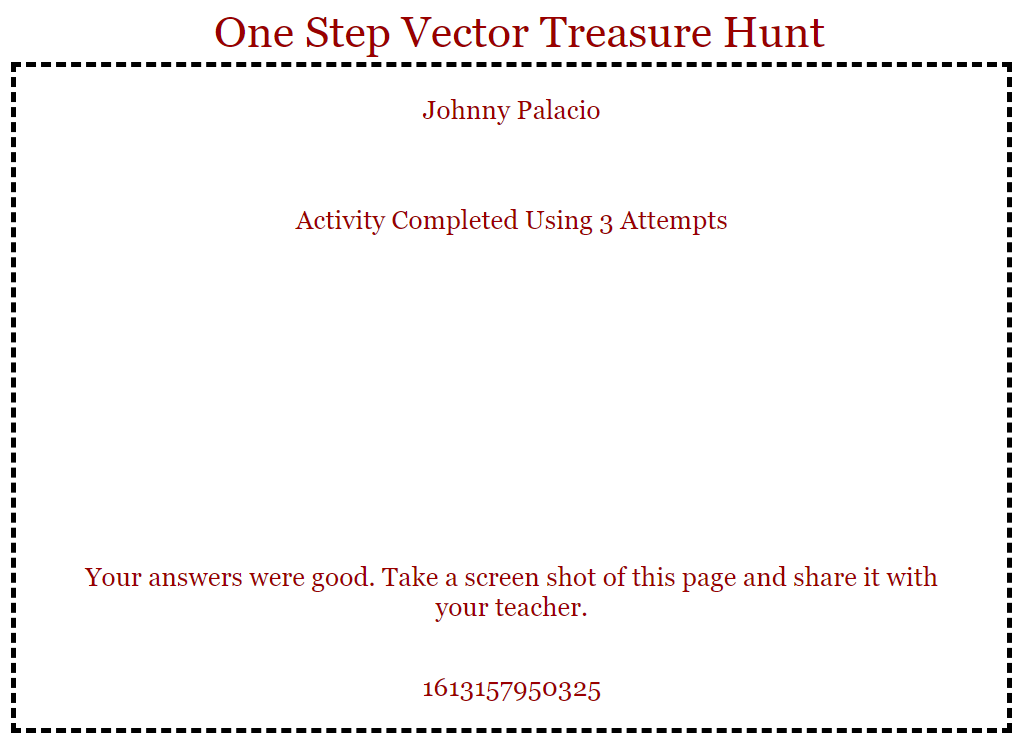 One Step Vector Treasure Hunt
Johnny Palacio
Activity Completed Using 3 Attempts
Your answers were good. Take a screen shot of this page and share it with
your teacher.
1613157950325